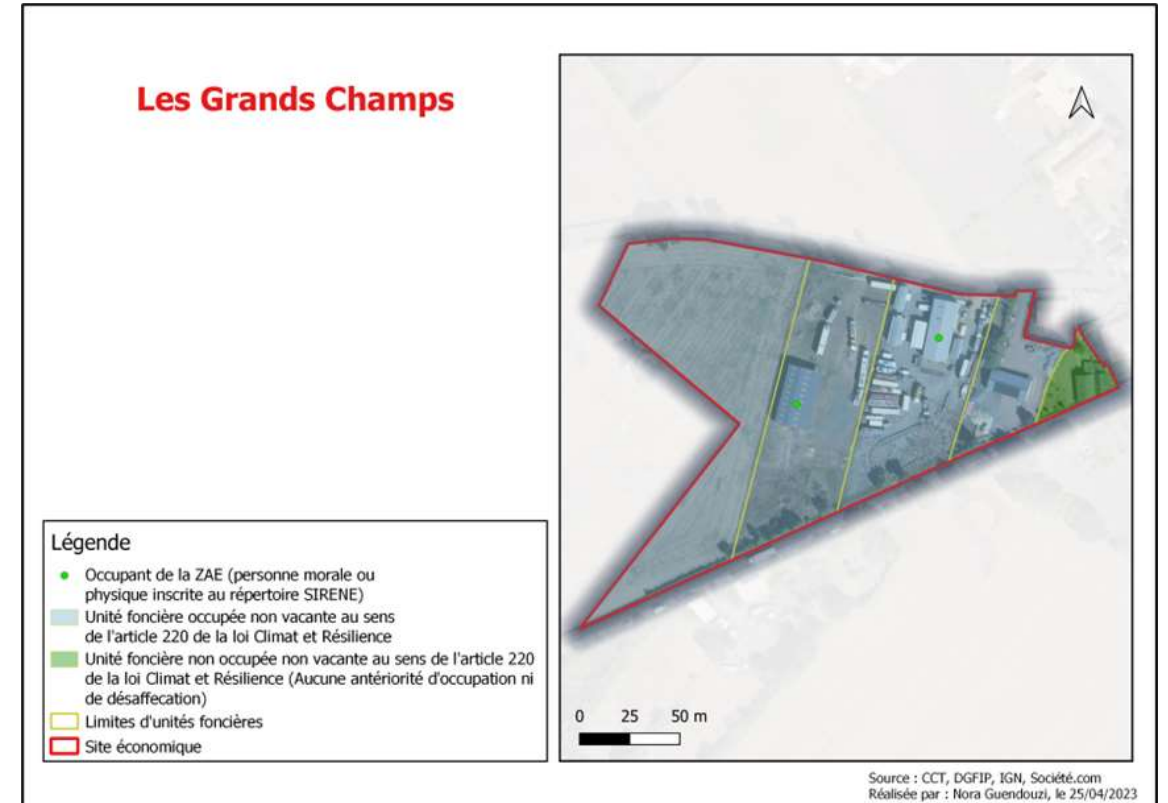 Les Grands Champs
Légende
Occupant de la ZAE (personne morale ou
physique inscrite au répertoire SIRENE)
Unité foncière occupée non vacante au sens
de l'article 220 de la loi Climat et Résilience
Unité foncière non occupée non vacante au sens de l'article 220
de la loi Climat et Résilience (Aucune antériorité d'occupation ni
de désaffecation)
Limites d'unités foncières
Site économique
0 25 50 m
Source : CCT, DGFIP, IGN, Société.com
Réalisée par : Nora Guendouzi, le 25/04/2023